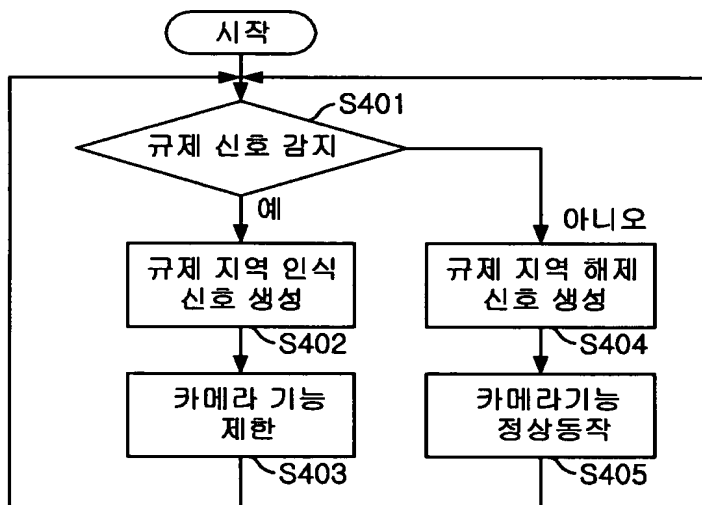 시작
S401
규제 신호 감지
예
아니오
규제 지역 인식
신호 생성
S402
규제 지역 해제
신호 생성
S404
카메라 기능
제한
S403
카메라기능
정상동작
S405